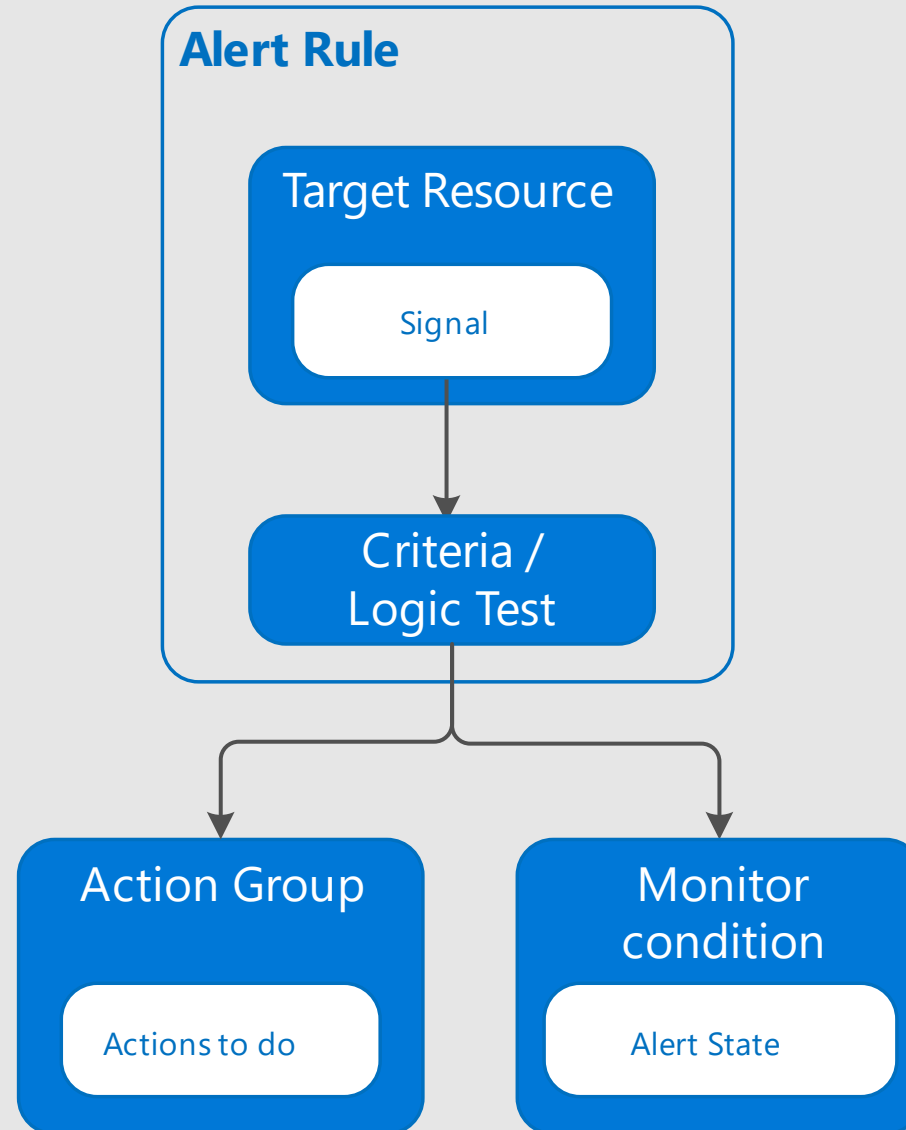 Alert Rule
Target Resource
Signal
Criteria /
Logic Test
Action Group
Actions to do
Monitor
condition
Alert State